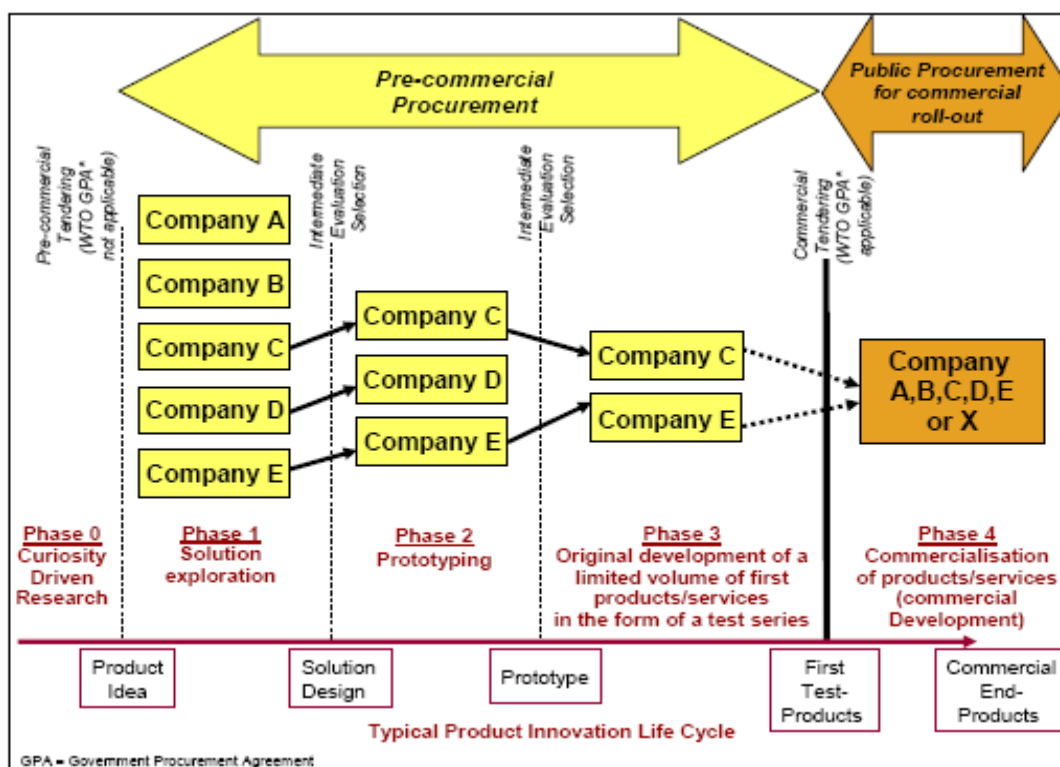 Pre-commercial
Procurement
Public Procurement
for commercial
roll-out
Pre-commercial
Tendering
(WTO GPA*
not applicable)
Intermediate
Evaluation
Selection
Intermediate
Evaluation
Selection
Commercial
Tendering
(WTO GPA*
applicable)
Company A
Company B
Company C
Company D
Company E
Company C
Company D
Company E
Company C
Company E
Company
A,B,C,D,E
or X
Phase 0
Curiosity
Driven
Research
Phase 1
Solution
exploration
Phase 2
Prototyping
Phase 3
Original development of a
limited volume of first
products/services
in the form of a test series
Phase 4
Commercialisation
of products/services
(commercial
Development)
Product
Idea
Solution
Design
Prototype
First
Test-
Products
Commercial
End-
Products
Typical Product Innovation Life Cycle
GPA = Government Procurement Agreement